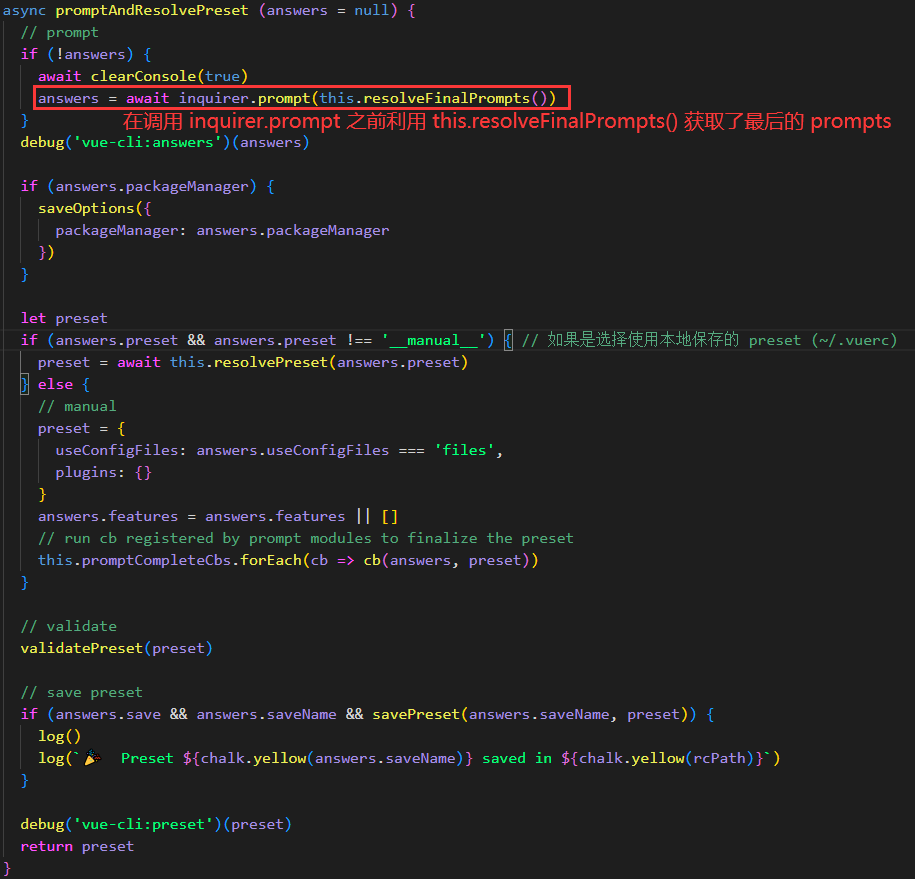 async promptAndResolvePreset (answers = null) {
// prompt
if (!answers) {
await clearConsole(true)
answers = await inquirer.prompt(this.resolveFinalPrompts())
}
在调用 inquirer.prompt 之前利用 this.resolveFinalPrompts() 获取了最后的 prompts
debug('vue-cli:answers')(answers)
if (answers.packageManager) {
saveOptions({
packageManager: answers.packageManager
})
}
let preset
if (answers.preset && answers.preset !== '__manual__') { // 如果是选择使用本地保存的 preset (~/.vuerc)
preset = await this.resolvePreset(answers.preset)
} else {
// manual
preset = {
useConfigFiles: answers.useConfigFiles === 'files',
plugins: {}
}
answers.features = answers.features || []
// run cb registered by prompt modules to finalize the preset
this.promptCompleteCbs.forEach(cb => cb(answers, preset))
}
// validate
validatePreset(preset)
// save preset
if (answers.save && answers.saveName && savePreset(answers.saveName, preset)) {
log()
log(`🎉  Preset ${chalk.yellow(answers.saveName)} saved in ${chalk.yellow(rcPath)}`)
}
debug('vue-cli:preset')(preset)
return preset
}